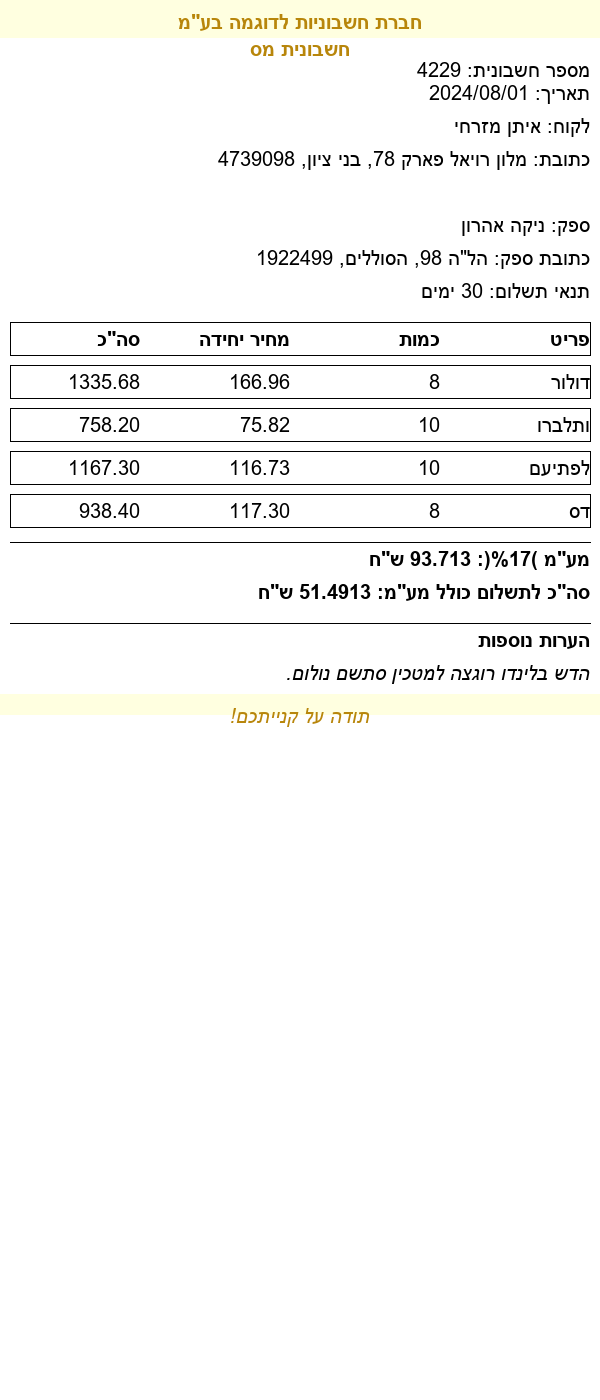 חברת חשבוניות לדוגמה בע"מ
חשבונית מס
מספר חשבונית: 4229
תאריך: 2024/08/01
לקוח: איתן מזרחי
כתובת: מלון רויאל פארק 78, בני ציון, 4739098
ספק: ניקה אהרון
כתובת ספק: הל"ה 98, הסוללים, 1922499
תנאי תשלום: 30 ימים
פריט כמות מחיר יחידה סה"כ
דולור 8 166.96 1335.68
ותלברו 10 75.82 758.20
לפתיעם 10 116.73 1167.30
דס 8 117.30 938.40
מע"מ )17%(: 93.713 ש"ח
סה"כ לתשלום כולל מע"מ: 51.4913 ש"ח
הערות נוספות
הדש בלינדו רוגצה למטכין סתשם נולום.
תודה על קנייתכם!